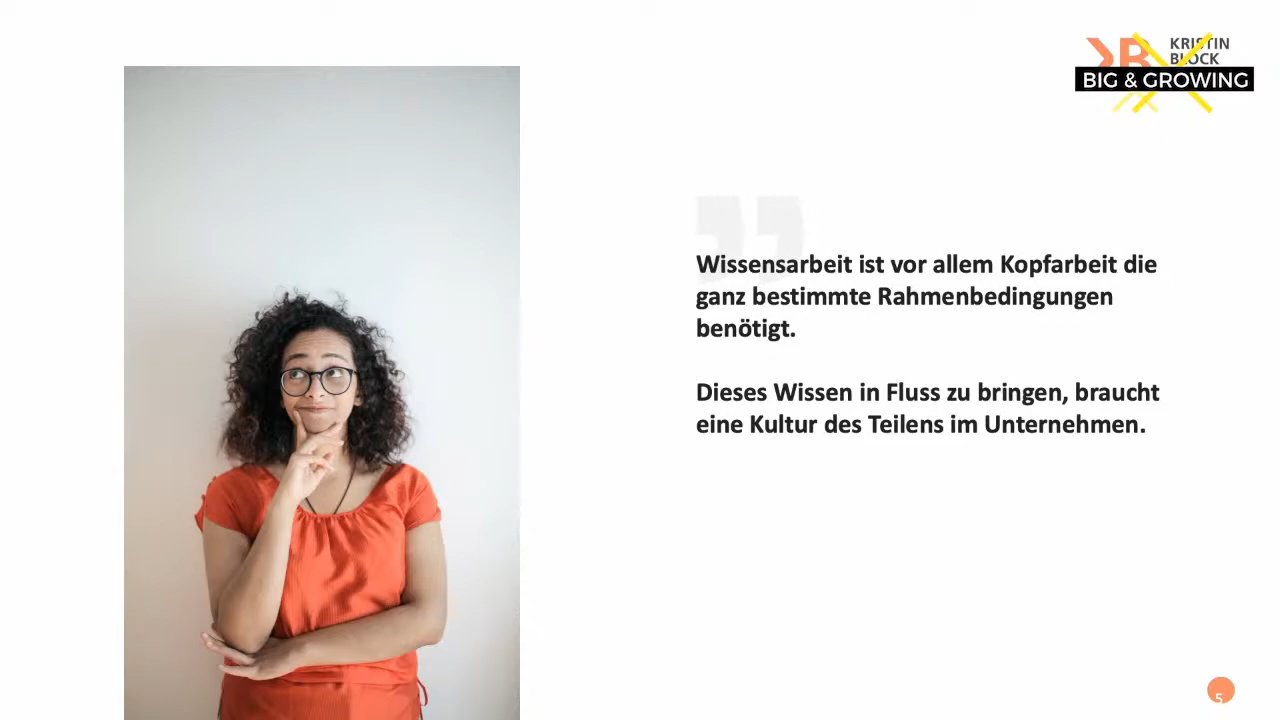 KRISTIN
BLOCK
BIG & GROWING
Wissensarbeit ist vor allem Kopfarbeit die
ganz bestimmte Rahmenbedingungen
benötigt.
Dieses Wissen in Fluss zu bringen, braucht
eine Kultur des Teilens im Unternehmen.
5